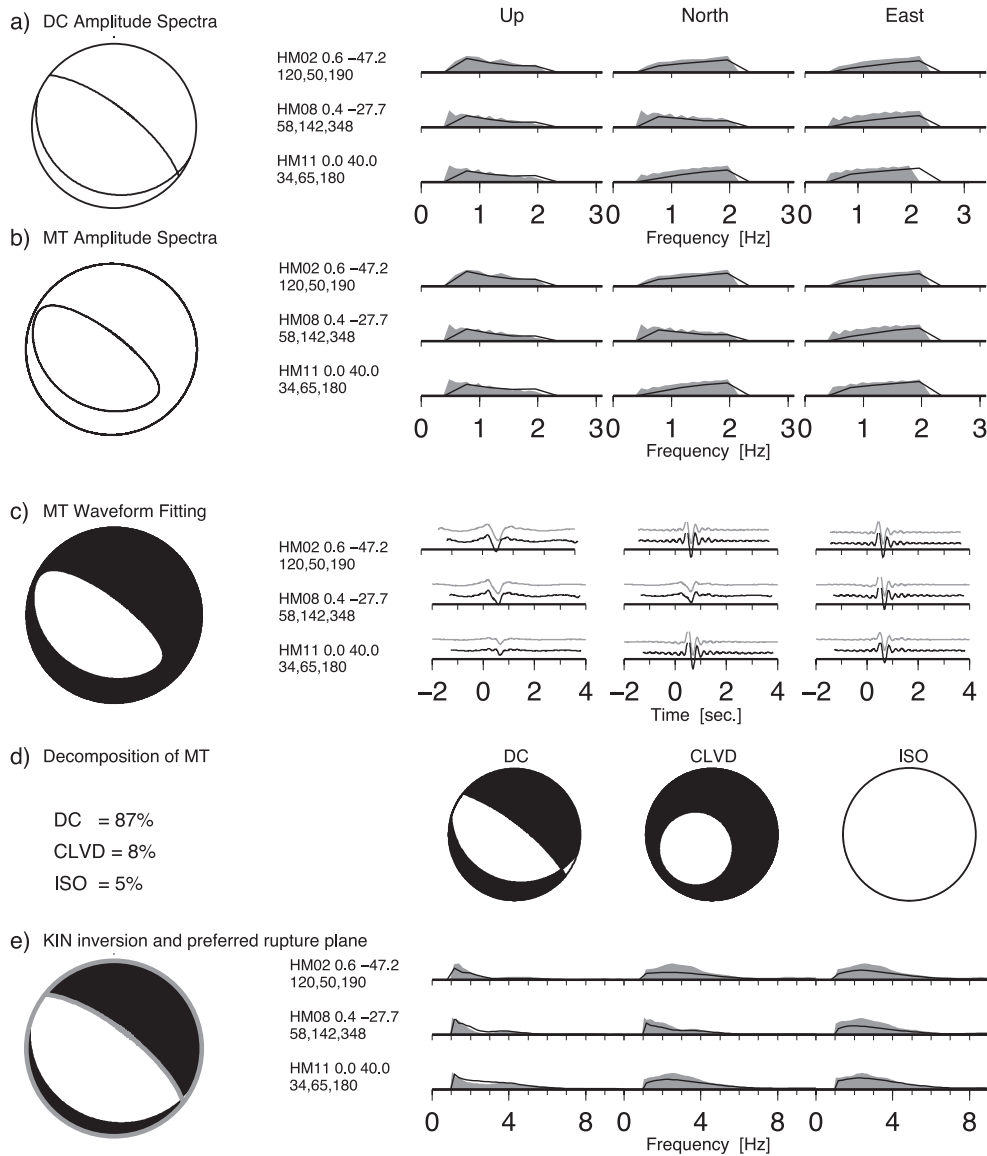 a) DC Amplitude Spectra
Up North East
HM02 0.6 −47.2
120,50,190
HM08 0.4 −27.7
58,142,348
HM11 0.0 40.0
34,65,180
0 1 2 30 1 2 30 1 2 3
Frequency [Hz]
b) MT Amplitude Spectra
HM02 0.6 −47.2
120,50,190
HM08 0.4 −27.7
58,142,348
HM11 0.0 40.0
34,65,180
0 1 2 30 1 2 30 1 2 3
Frequency [Hz]
c) MT Waveform Fitting
HM02 0.6 −47.2
120,50,190
HM08 0.4 −27.7
58,142,348
HM11 0.0 40.0
34,65,180
−2 0 2 4 −2 0 2 4 −2 0 2 4
Time [sec.]
d) Decomposition of MT
DC CLVD ISO
DC = 87%
CLVD = 8%
ISO = 5%
e) KIN inversion and preferred rupture plane
HM02 0.6 −47.2
120,50,190
HM08 0.4 −27.7
58,142,348
HM11 0.0 40.0
34,65,180
0 4 8 0 4 8 0 4 8
Frequency [Hz]